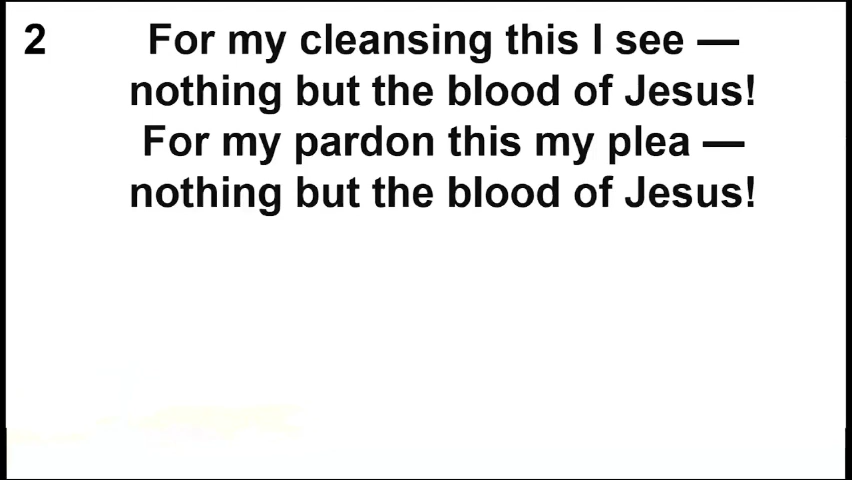 2 For my cleansing this I see —
nothing but the blood of Jesus!
For my pardon this my plea —
nothing but the blood of Jesus!